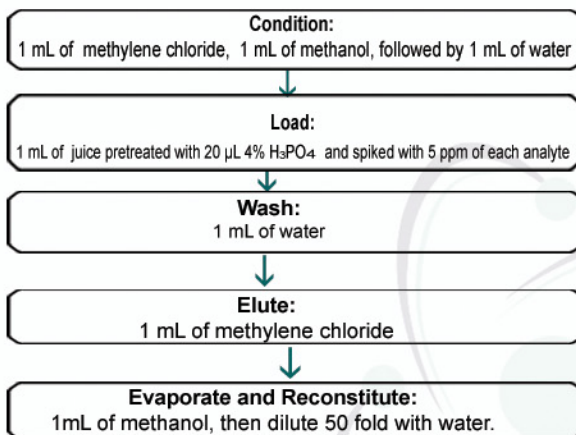 Condition:
1 mL of methylene chloride, 1 mL of methanol, followed by 1 mL of water
Load:
1 mL of juice pretreated with 20 µL 4% H₃PO₄ and spiked with 5 ppm of each analyte
Wash:
1 mL of water
Elute:
1 mL of methylene chloride
Evaporate and Reconstitute:
1mL of methanol, then dilute 50 fold with water.